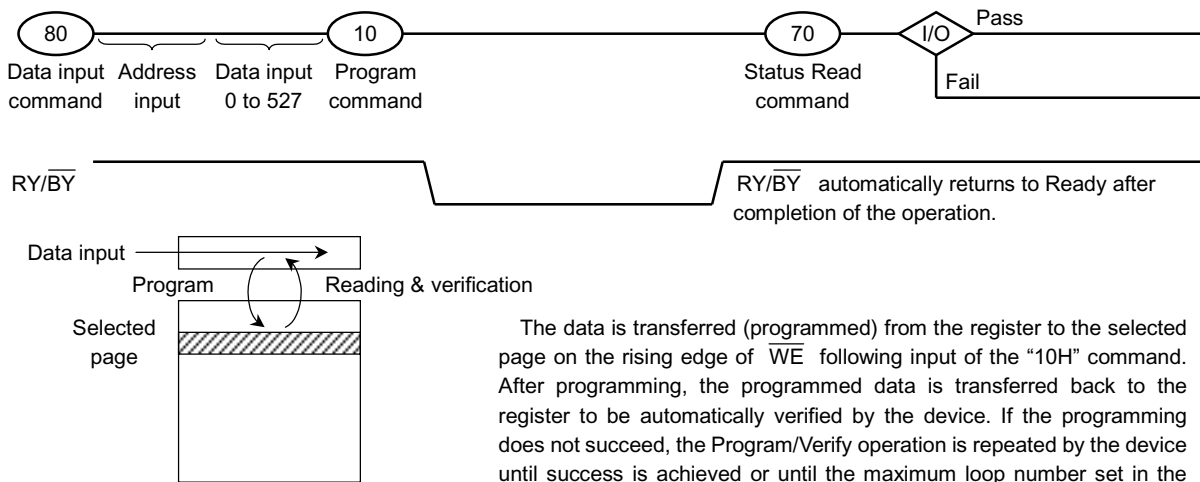 80 10 70 I/O Pass
Data input Address Data input Program Status Read Fail
command input 0 to 527 command command
RY/BY RY/BY automatically returns to Ready after
completion of the operation.
Data input
Program Reading & verification
Selected
page
The data is transferred (programmed) from the register to the selected
page on the rising edge of WE following input of the “10H” command.
After programming, the programmed data is transferred back to the
register to be automatically verified by the device. If the programming
does not succeed, the Program/Verify operation is repeated by the device
until success is achieved or until the maximum loop number set in the